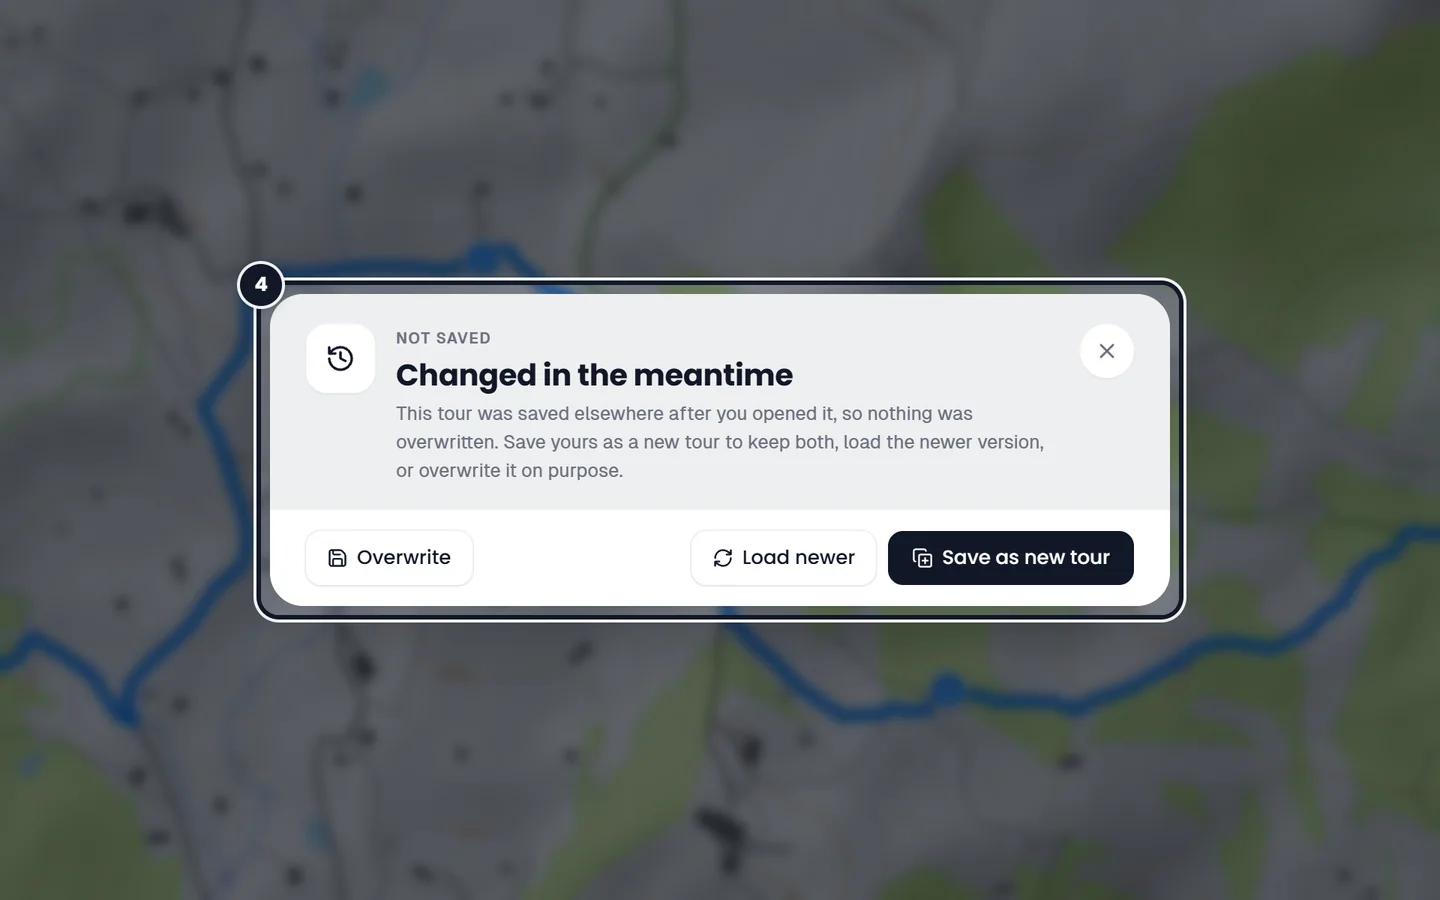 4
NOT SAVED
Changed in the meantime
This tour was saved elsewhere after you opened it, so nothing was
overwritten. Save yours as a new tour to keep both, load the newer version,
or overwrite it on purpose.
Overwrite
Load newer
Save as new tour